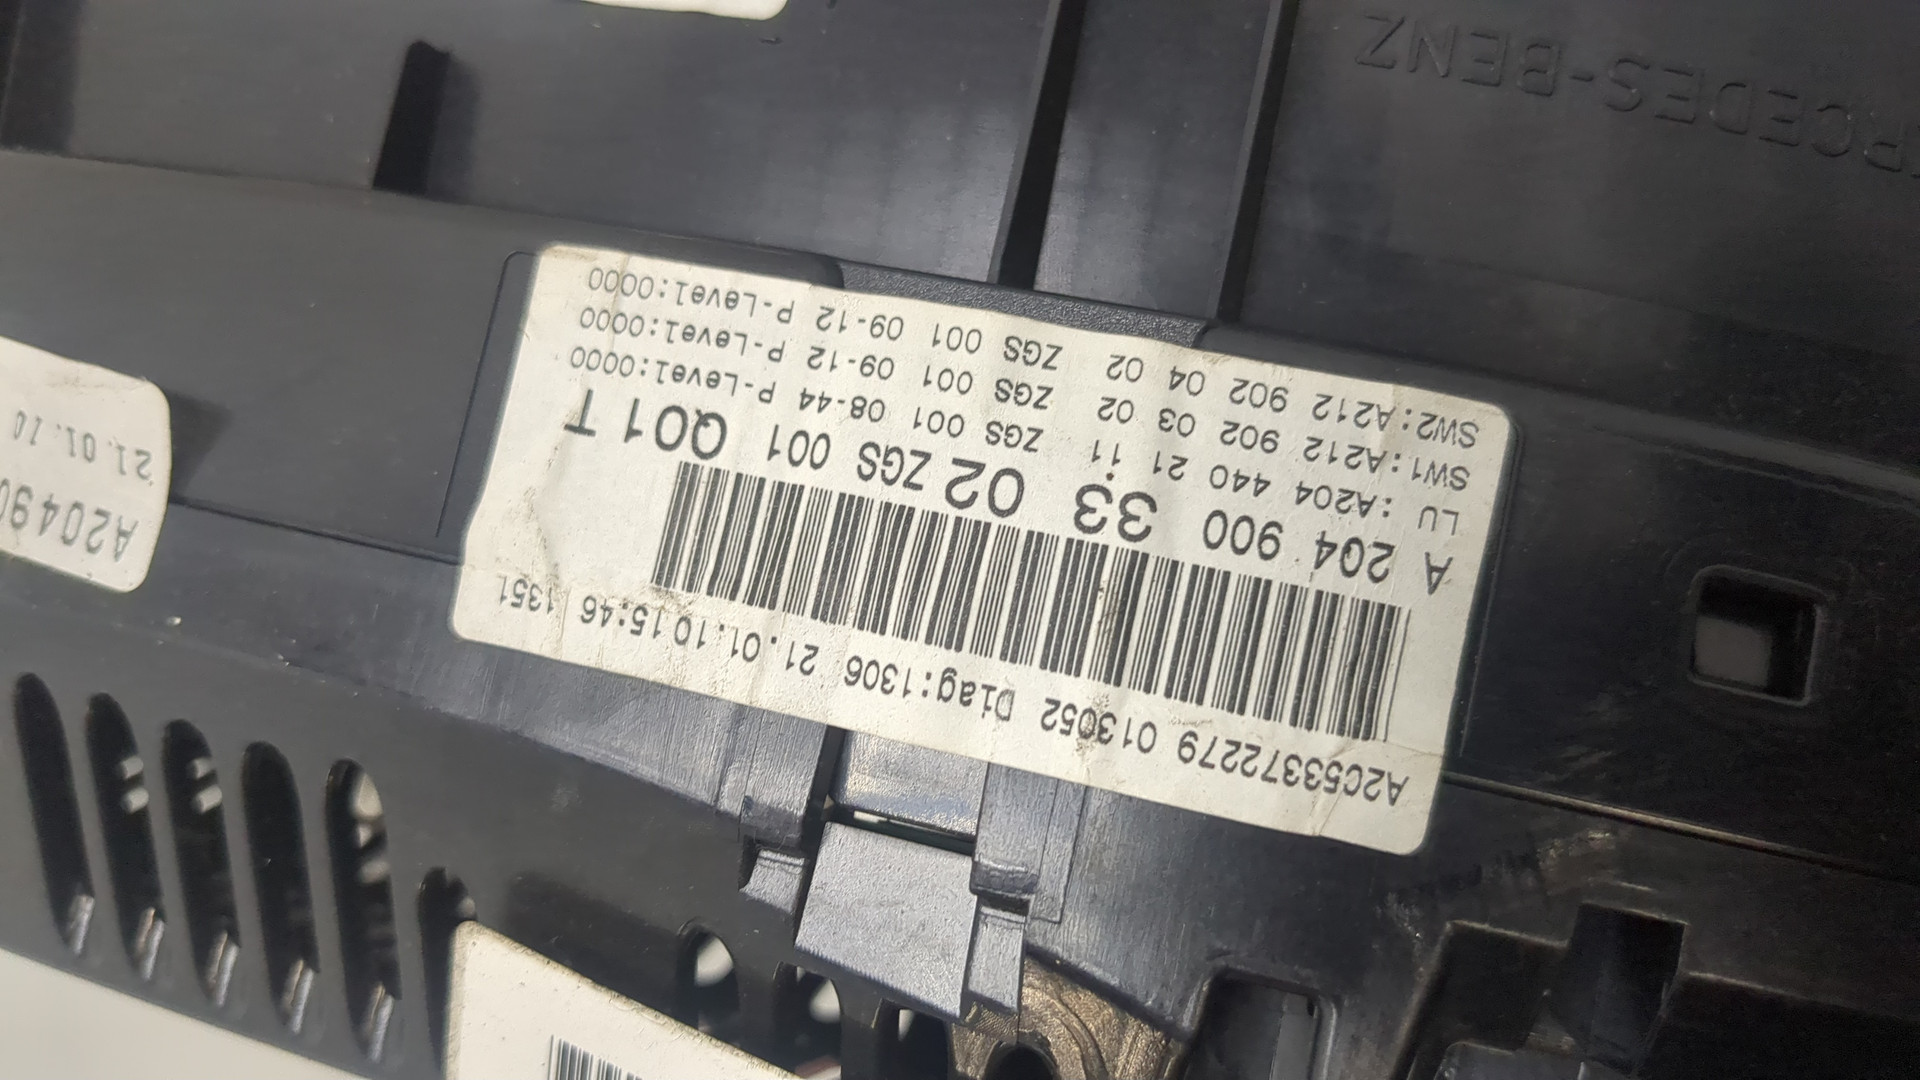 A2C53372279 013052 Diag:1306 21.01.10 15:46 1351
A 204 900 33 02 ZGS 001 Q01 T
LU :A204 440 21 11 ZGS 001 08-44 P-Level:0000
SW1:A212 902 03 02 ZGS 001 09-12 P-Level:0000
SW2:A212 902 04 02 ZGS 001 09-12 P-Level:0000
A20490
21.01.10
RCEDES-BENZ